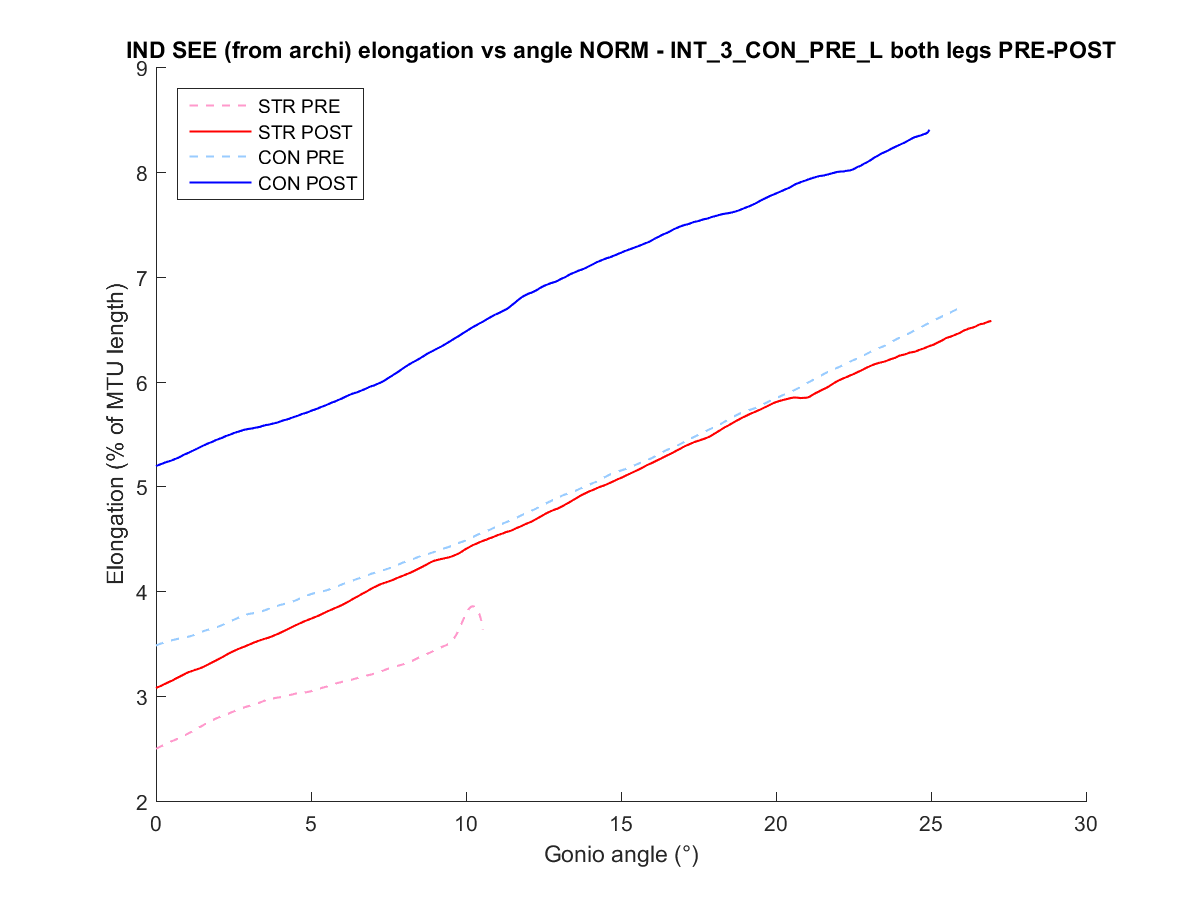 IND SEE (from archi) elongation vs angle NORM - INT_3_CON_PRE_L both legs PRE-POST
9
8
7
6
5
4
3
2
Elongation (% of MTU length)
STR PRE
STR POST
CON PRE
CON POST
0
5
10
15
20
25
30
Gonio angle (°)